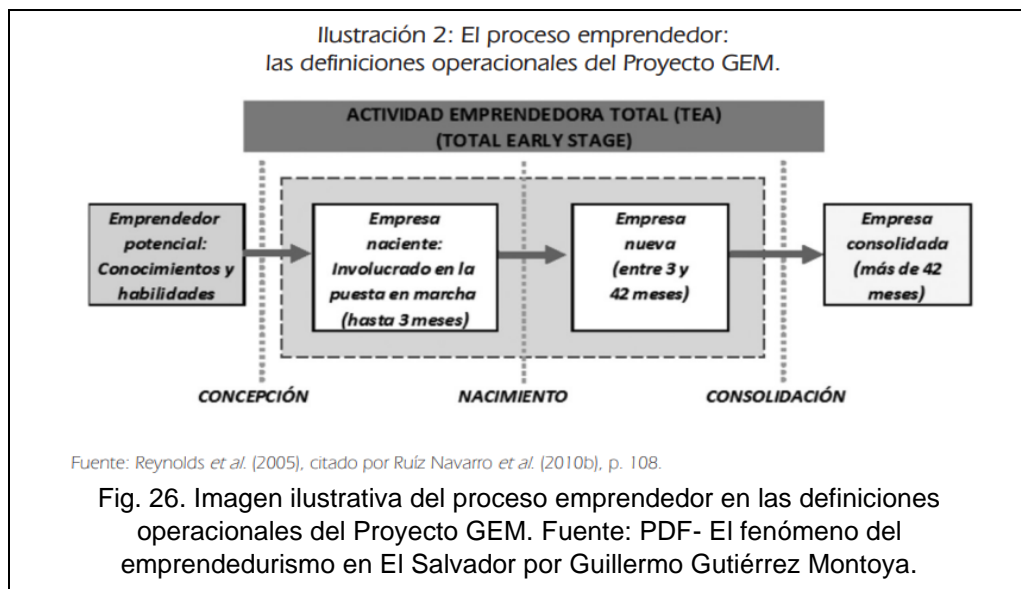 Ilustración 2: El proceso emprendedor:
las definiciones operacionales del Proyecto GEM.
ACTIVIDAD EMPRENDEDORA TOTAL (TEA)
(TOTAL EARLY STAGE)
Emprendedor
potencial:
Conocimientos y
habilidades
Empresa
naciente:
Involucrado en la
puesta en marcha
(hasta 3 meses)
Empresa
nueva
(entre 3 y
42 meses)
Empresa
consolidada
(más de 42
meses)
CONCEPCIÓN
NACIMIENTO
CONSOLIDACIÓN
Fuente: Reynolds et al. (2005), citado por Ruíz Navarro et al. (2010b), p. 108.
Fig. 26. Imagen ilustrativa del proceso emprendedor en las definiciones
operacionales del Proyecto GEM. Fuente: PDF- El fenómeno del
emprendedurismo en El Salvador por Guillermo Gutiérrez Montoya.